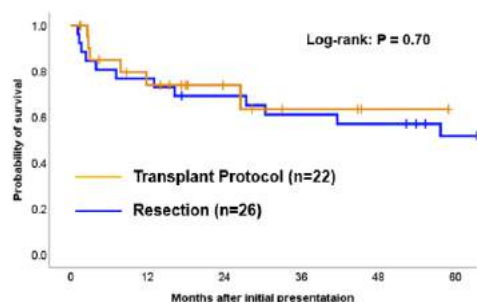 Log-rank: P = 0.70
Probability of survival
1.0
0.8
0.6
0.4
0.2
0.0
Transplant Protocol (n=22)
Resection (n=26)
0 12 24 36 48 60
Months after initial presentataion